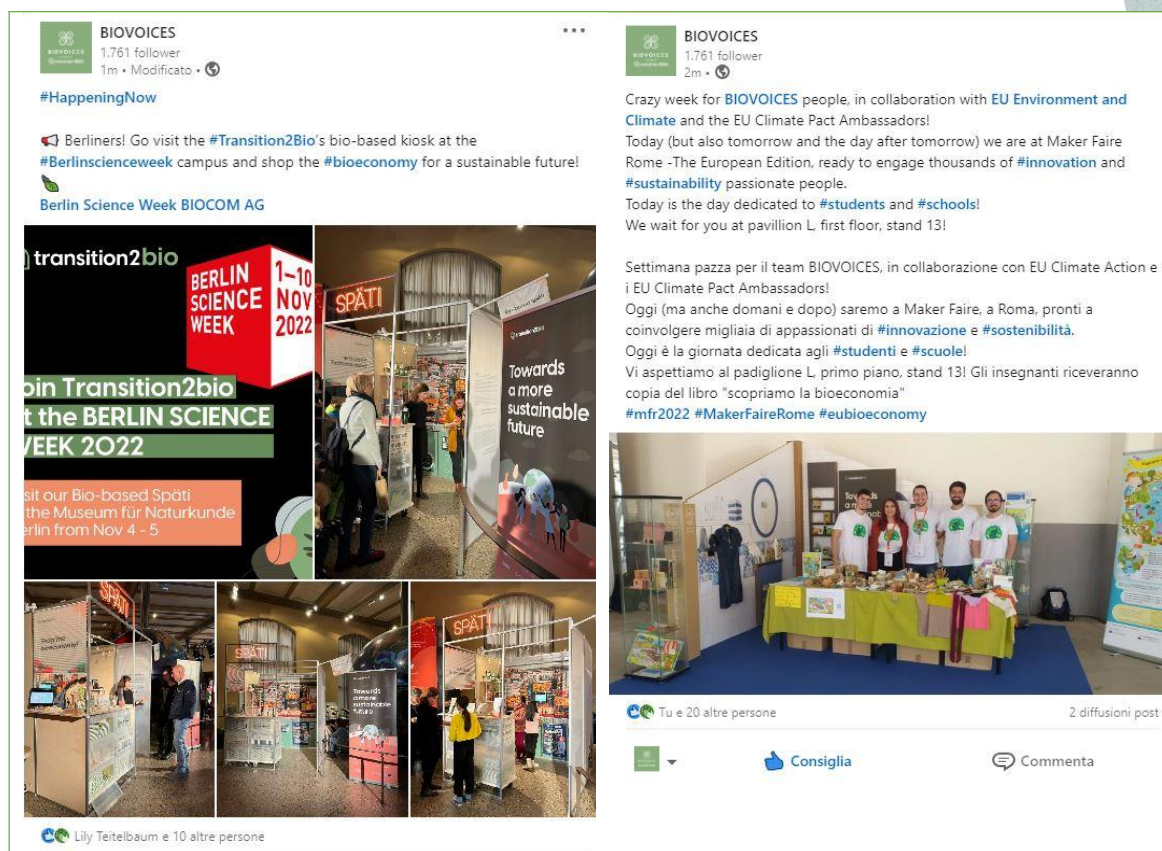 BIOVOICES
1.761 follower
1m • Modificato •
#HappeningNow
Berliners! Go visit the #Transition2Bio's bio-based kiosk at the
#Berlinscienceweek campus and shop the #bioeconomy for a sustainable future!
Berlin Science Week BIOCOM AG
transition2bio
BERLIN
SCIENCE
WEEK
1–10
NOV
2022
oin Transition2bio
t the BERLIN SCIENCE
WEEK 2022
sit our Bio-based Späti
the Museum für Naturkunde
erlin from Nov 4 - 5
SPÄTI
Bio-based Späti
Towards
a more
sustainable
future
SPÄTI
SPÄTI
Towards
a more
sustainable
future
SPÄTI
Lily Teitelbaum e 10 altre persone
BIOVOICES
1.761 follower
2m •
Crazy week for BIOVOICES people, in collaboration with EU Environment and
Climate and the EU Climate Pact Ambassadors!
Today (but also tomorrow and the day after tomorrow) we are at Maker Faire
Rome -The European Edition, ready to engage thousands of #innovation and
#sustainability passionate people.
Today is the day dedicated to #students and #schools!
We wait for you at pavillion L, first floor, stand 13!
Settimana pazza per il team BIOVOICES, in collaborazione con EU Climate Action e
i EU Climate Pact Ambassadors!
Oggi (ma anche domani e dopo) saremo a Maker Faire, a Roma, pronti a
coinvolgere migliaia di appassionati di #innovazione e #sostenibilità.
Oggi è la giornata dedicata agli #studenti e #scuole!
Vi aspettiamo al padiglione L, primo piano, stand 13! Gli insegnanti riceveranno
copia del libro "scopriamo la bioeconomia"
#mfr2022 #MakerFaireRome #eubioeconomy
Towards
a more
Tu e 20 altre persone
2 diffusioni post
Consiglia
Commenta